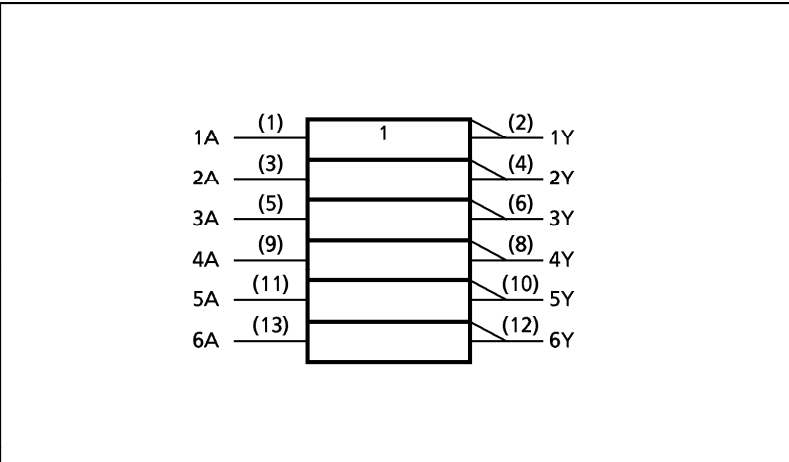 1A (1) 1 (2) 1Y
2A (3) (4) 2Y
3A (5) (6) 3Y
4A (9) (8) 4Y
5A (11) (10) 5Y
6A (13) (12) 6Y